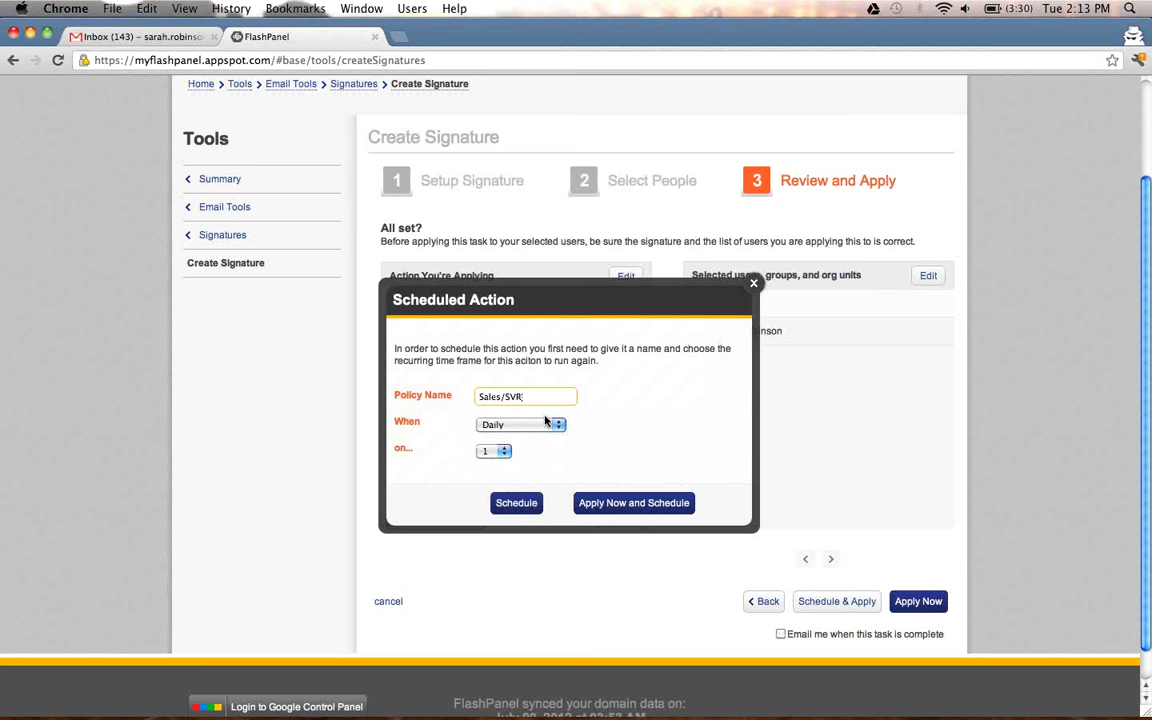 Chrome File Edit View History Bookmarks Window Users Help (3:30) Tue 2:13 PM
Inbox (143) – sarah.robinso FlashPanel
https://myflashpanel.appspot.com/#base/tools/createSignatures
Home Tools Email Tools Signatures Create Signature
Tools
Summary
Email Tools
Signatures
Create Signature
Create Signature
1 Setup Signature 2 Select People 3 Review and Apply
All set?
Before applying this task to your selected users, be sure the signature and the list of users you are applying this to is correct.
Action You're Applying Edit Selected users, groups, and org units Edit
nson
Scheduled Action x
In order to schedule this action you first need to give it a name and choose the
recurring time frame for this aciton to run again.
Policy Name Sales/SVR
When Daily
on... 1
Schedule Apply Now and Schedule
cancel Back Schedule & Apply Apply Now
Email me when this task is complete
Login to Google Control Panel FlashPanel synced your domain data on: